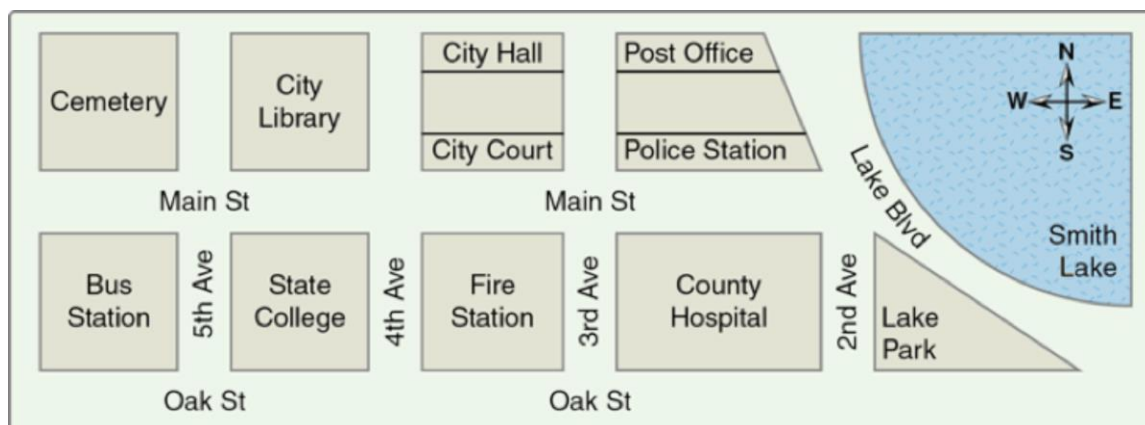 City Hall
Post Office
N
Cemetery
City
Library
W
E
City Court
Police Station
S
Main St
Main St
Lake Blvd
Smith
Lake
Bus
Station
5th Ave
State
College
4th Ave
Fire
Station
3rd Ave
County
Hospital
2nd Ave
Lake
Park
Oak St
Oak St